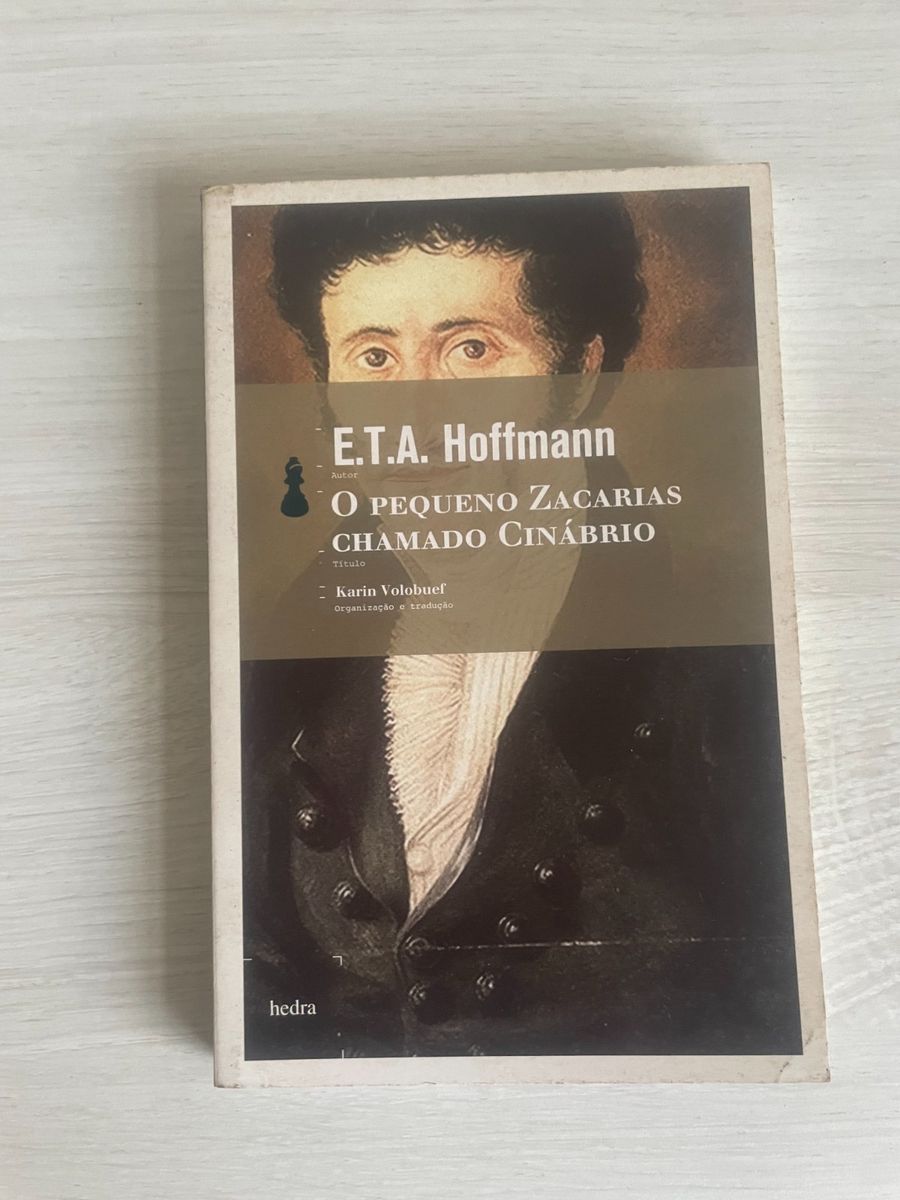 E.T.A. Hoffmann
Autor
O PEQUENO ZACARIAS
CHAMADO CINÁBRIO
Título
Karin Volobuef
Organização e tradução
hedra